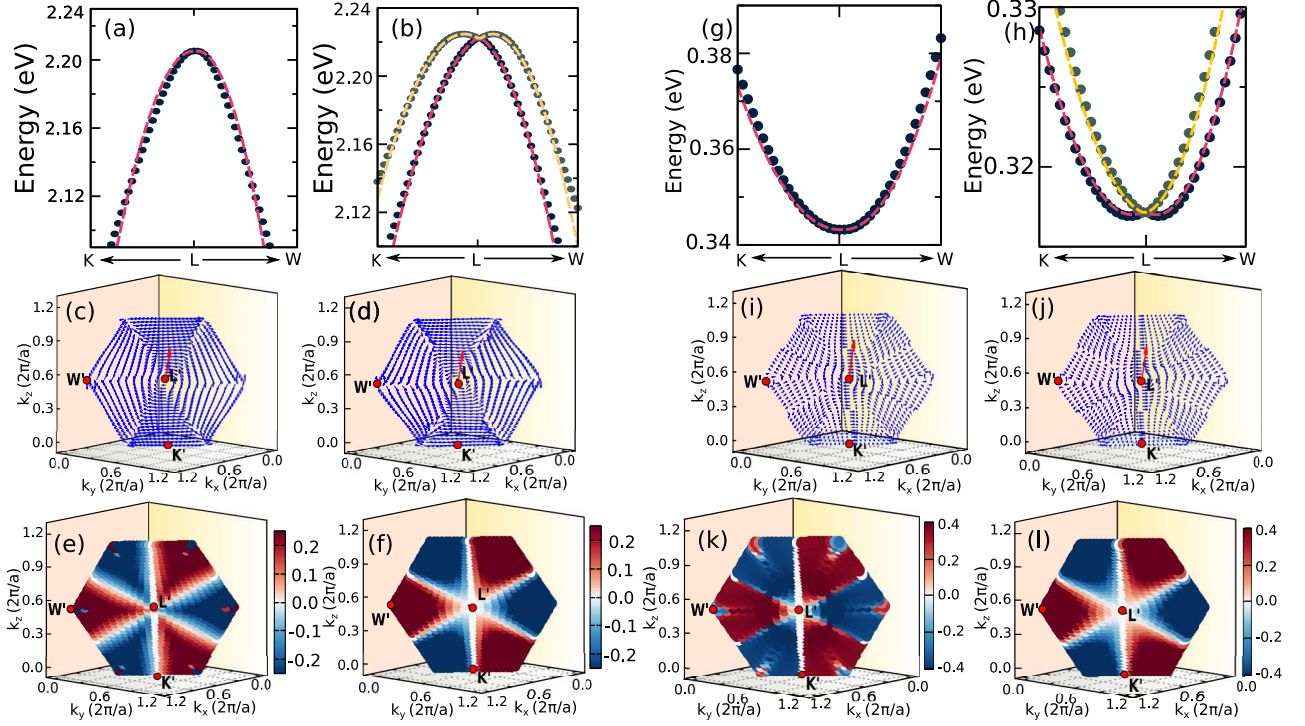 (a)
Energy (eV)
2.24
2.20
2.16
2.12
K L W
(b)
Energy (eV)
2.24
2.20
2.16
2.12
K L W
(g)
Energy (eV)
0.38
0.36
0.34
K L W
(h)
Energy (eV)
0.33
0.32
K L W
(c)
k_z (2π/a)
1.2
0.9
0.6
0.3
0.0
W' L' K'
0.0 0.6 1.2 1.2 0.6 0.0
k_y (2π/a) k_x (2π/a)
(d)
k_z (2π/a)
1.2
0.9
0.6
0.3
0.0
W' L' K'
0.0 0.6 1.2 1.2 0.6 0.0
k_y (2π/a) k_x (2π/a)
(i)
k_z (2π/a)
1.2
0.9
0.6
0.3
0.0
W' L' K'
0.0 0.6 1.2 1.2 0.6 0.0
k_y (2π/a) k_x (2π/a)
(j)
k_z (2π/a)
1.2
0.9
0.6
0.3
0.0
W' L' K'
0.0 0.6 1.2 1.2 0.6 0.0
k_y (2π/a) k_x (2π/a)
(e)
k_z (2π/a)
1.2
0.9
0.6
0.3
0.0
W' L' K'
0.0 0.6 1.2 1.2 0.6 0.0
k_y (2π/a) k_x (2π/a)
0.2
0.1
0.0
-0.1
-0.2
(f)
k_z (2π/a)
1.2
0.9
0.6
0.3
0.0
W' L' K'
0.0 0.6 1.2 1.2 0.6 0.0
k_y (2π/a) k_x (2π/a)
0.2
0.1
0.0
-0.1
-0.2
(k)
k_z (2π/a)
1.2
0.9
0.6
0.3
0.0
W' L' K'
0.0 0.6 1.2 1.2 0.6 0.0
k_y (2π/a) k_x (2π/a)
0.4
0.2
0.0
-0.2
-0.4
(l)
k_z (2π/a)
1.2
0.9
0.6
0.3
0.0
W' L' K'
0.0 0.6 1.2 1.2 0.6 0.0
k_y (2π/a) k_x (2π/a)
0.4
0.2
0.0
-0.2
-0.4